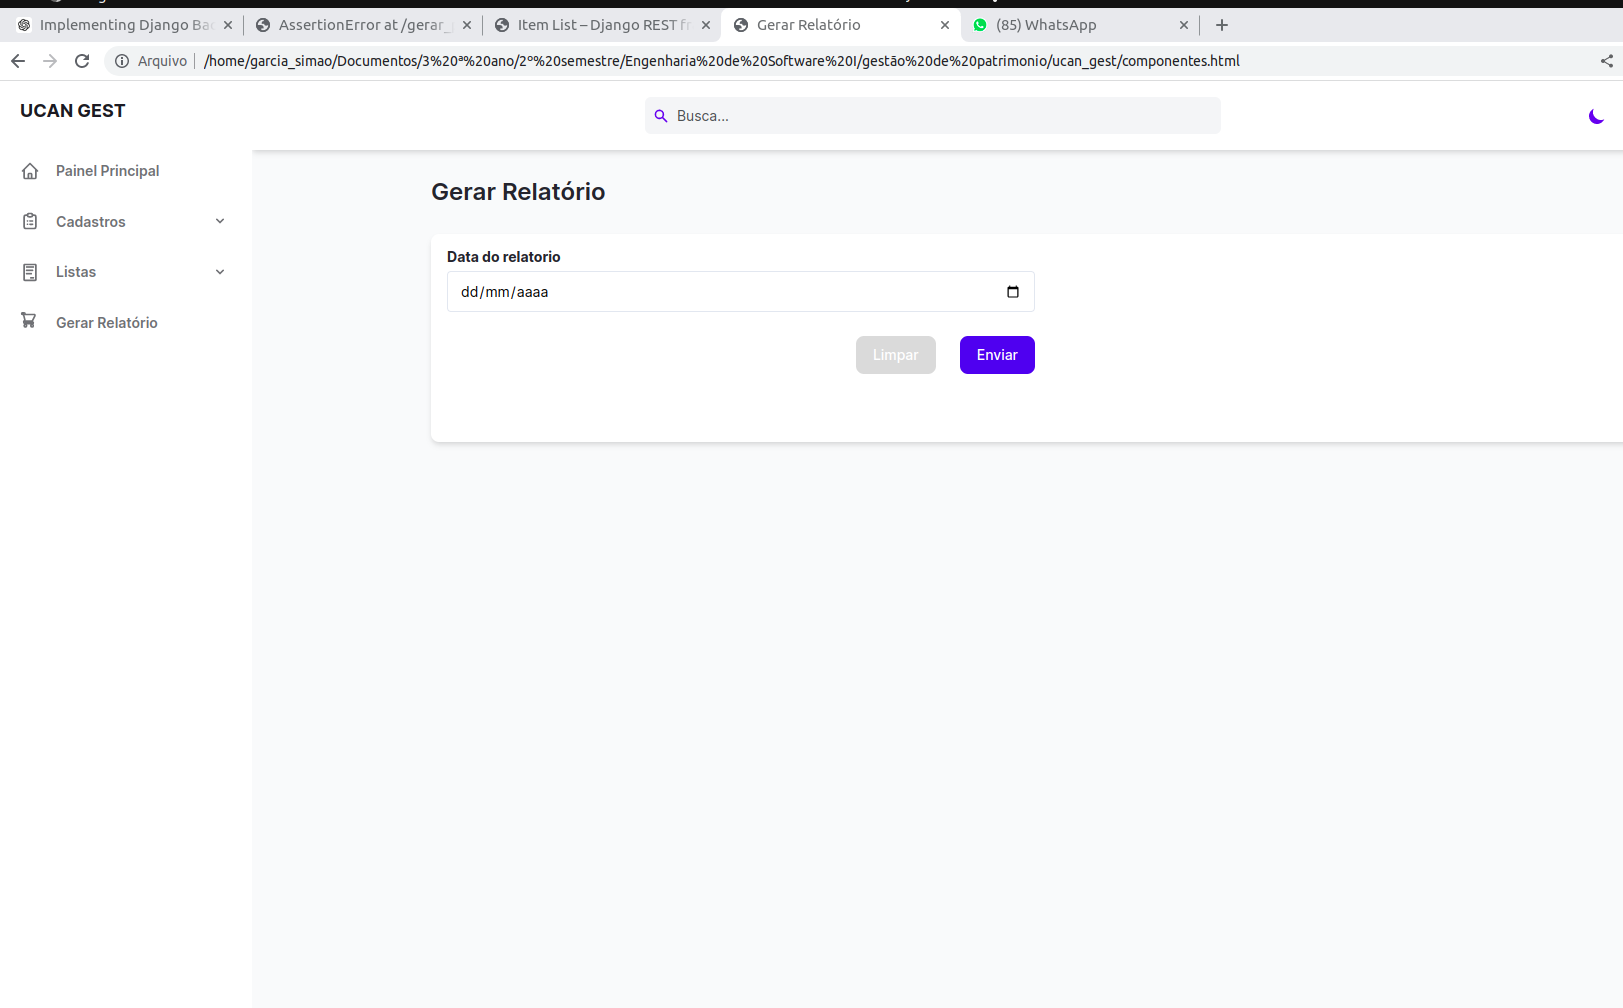 Implementing Django Bac
AssertionError at /gerar_
Item List – Django REST fr
Gerar Relatório
(85) WhatsApp
Arquivo
/home/garcia_simao/Documentos/3%20ª%20ano/2º%20semestre/Engenharia%20de%20Software%20I/gestão%20de%20patrimonio/ucan_gest/componentes.html
UCAN GEST
Busca...
Painel Principal
Cadastros
Listas
Gerar Relatório
Gerar Relatório
Data do relatorio
dd/mm/aaaa
Limpar
Enviar